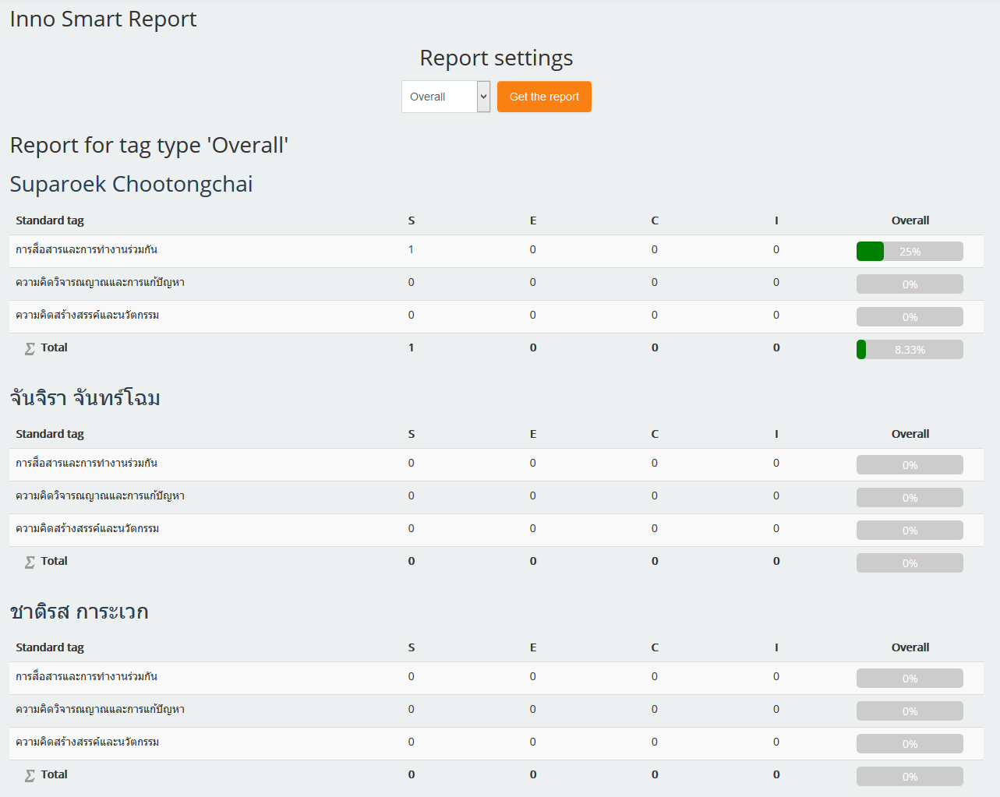 Inno Smart Report
Report settings
Overall Get the report
Report for tag type 'Overall'
Suparoek Chootongchai
Standard tag S E C I Overall
การสื่อสารและการทำงานร่วมกัน 1 0 0 0 25%
ความคิดวิจารณญาณและการแก้ปัญหา 0 0 0 0 0%
ความคิดสร้างสรรค์และนวัตกรรม 0 0 0 0 0%
Σ Total 1 0 0 0 8.33%
จันจิรา จันทร์โฉม
Standard tag S E C I Overall
การสื่อสารและการทำงานร่วมกัน 0 0 0 0 0%
ความคิดวิจารณญาณและการแก้ปัญหา 0 0 0 0 0%
ความคิดสร้างสรรค์และนวัตกรรม 0 0 0 0 0%
Σ Total 0 0 0 0 0%
ชาติรส การะเวก
Standard tag S E C I Overall
การสื่อสารและการทำงานร่วมกัน 0 0 0 0 0%
ความคิดวิจารณญาณและการแก้ปัญหา 0 0 0 0 0%
ความคิดสร้างสรรค์และนวัตกรรม 0 0 0 0 0%
Σ Total 0 0 0 0 0%